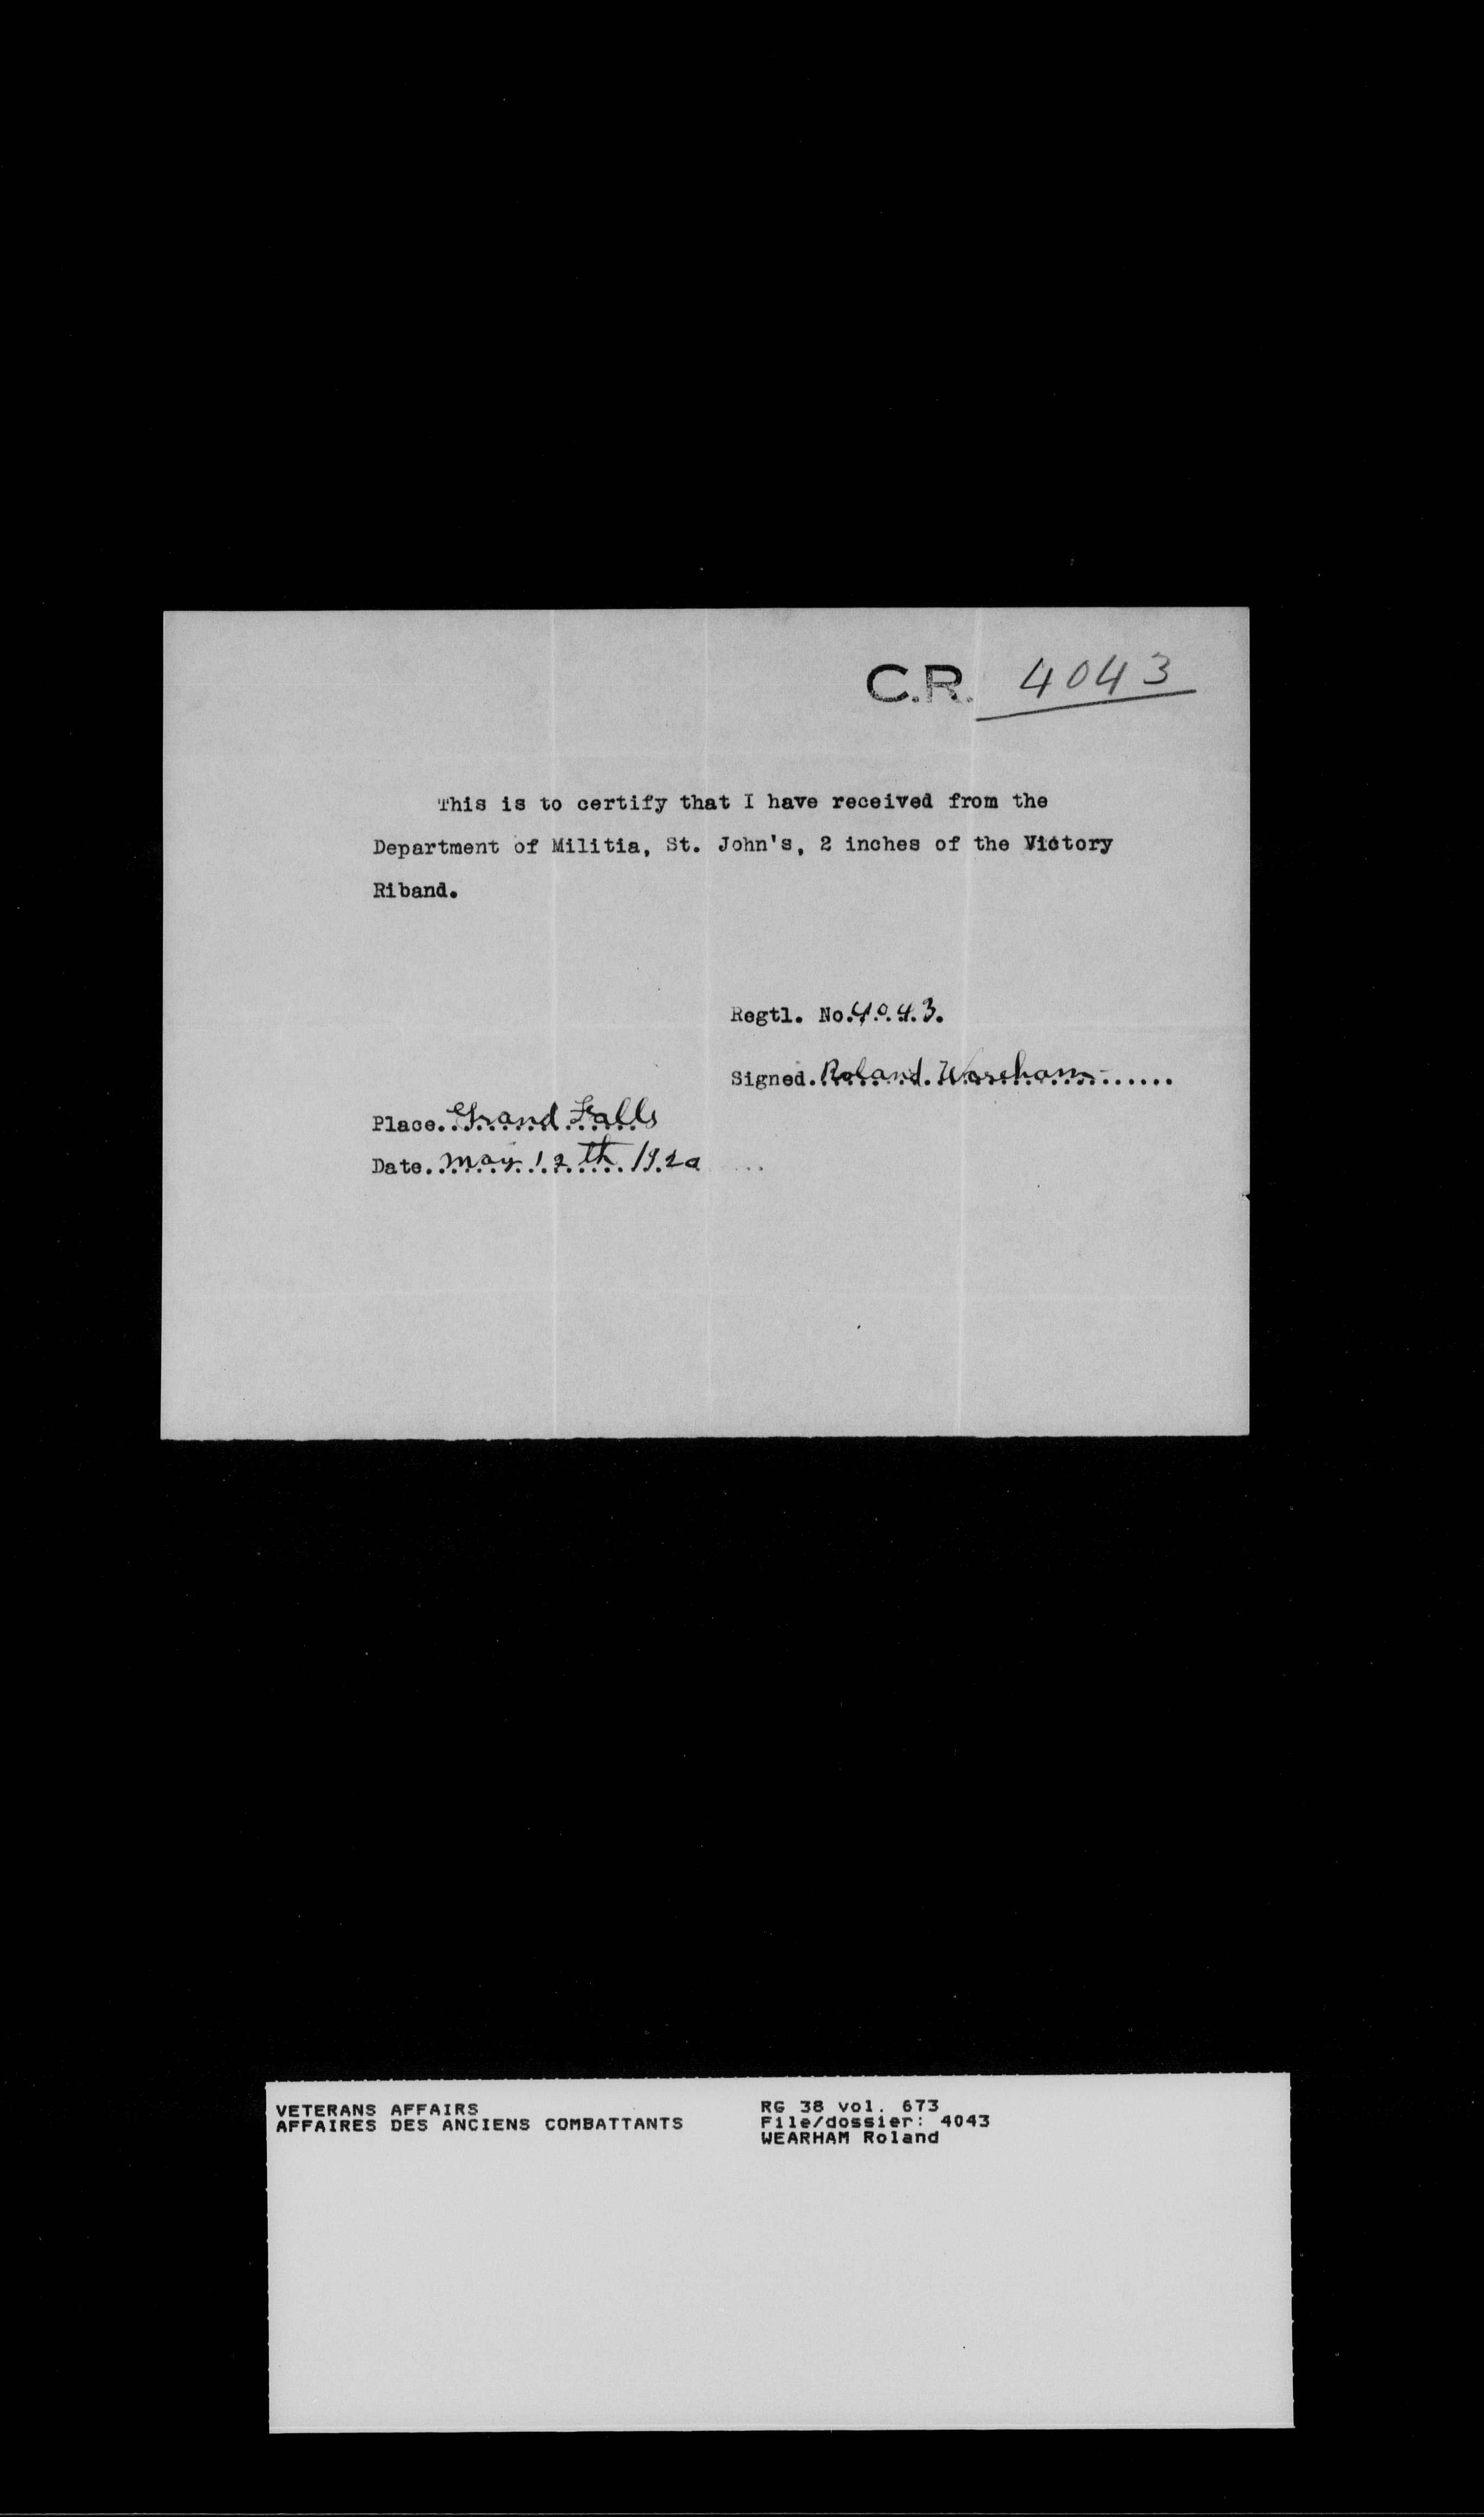 C.R. 4043
This is to certify that I have received from the
Department of Militia, St. John's, 2 inches of the Victory
Riband.
Regtl. No. 4043.
Signed. Roland Wareham
Place. Grand Falls
Date. May 12th 1920
VETERANS AFFAIRS
AFFAIRES DES ANCIENS COMBATTANTS
RG 38 vol. 673
File/dossier: 4043
WEARHAM Roland